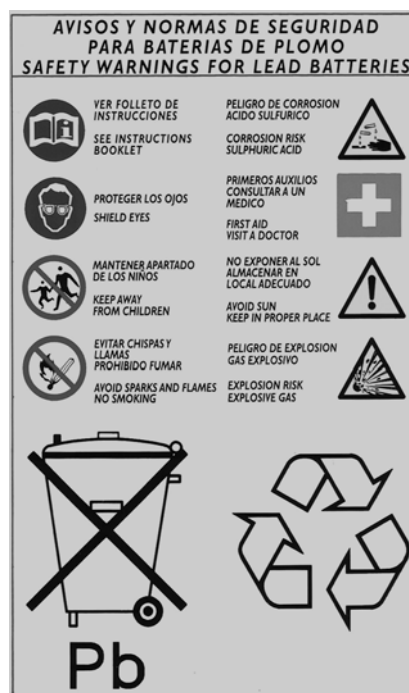 AVISOS Y NORMAS DE SEGURIDAD
PARA BATERIAS DE PLOMO
SAFETY WARNINGS FOR LEAD BATTERIES
VER FOLLETO DE
INSTRUCCIONES
SEE INSTRUCTIONS
BOOKLET
PELIGRO DE CORROSION
ACIDO SULFURICO
CORROSION RISK
SULPHURIC ACID
PROTEGER LOS OJOS
SHIELD EYES
PRIMEROS AUXILIOS
CONSULTAR A UN
MEDICO
FIRST AID
VISIT A DOCTOR
MANTENER APARTADO
DE LOS NIÑOS
KEEP AWAY
FROM CHILDREN
NO EXPONER AL SOL
ALMACENAR EN
LOCAL ADECUADO
AVOID SUN
KEEP IN PROPER PLACE
EVITAR CHISPAS Y
LLAMAS
PROHIBIDO FUMAR
AVOID SPARKS AND FLAMES
NO SMOKING
PELIGRO DE EXPLOSION
GAS EXPLOSIVO
EXPLOSION RISK
EXPLOSIVE GAS
Pb